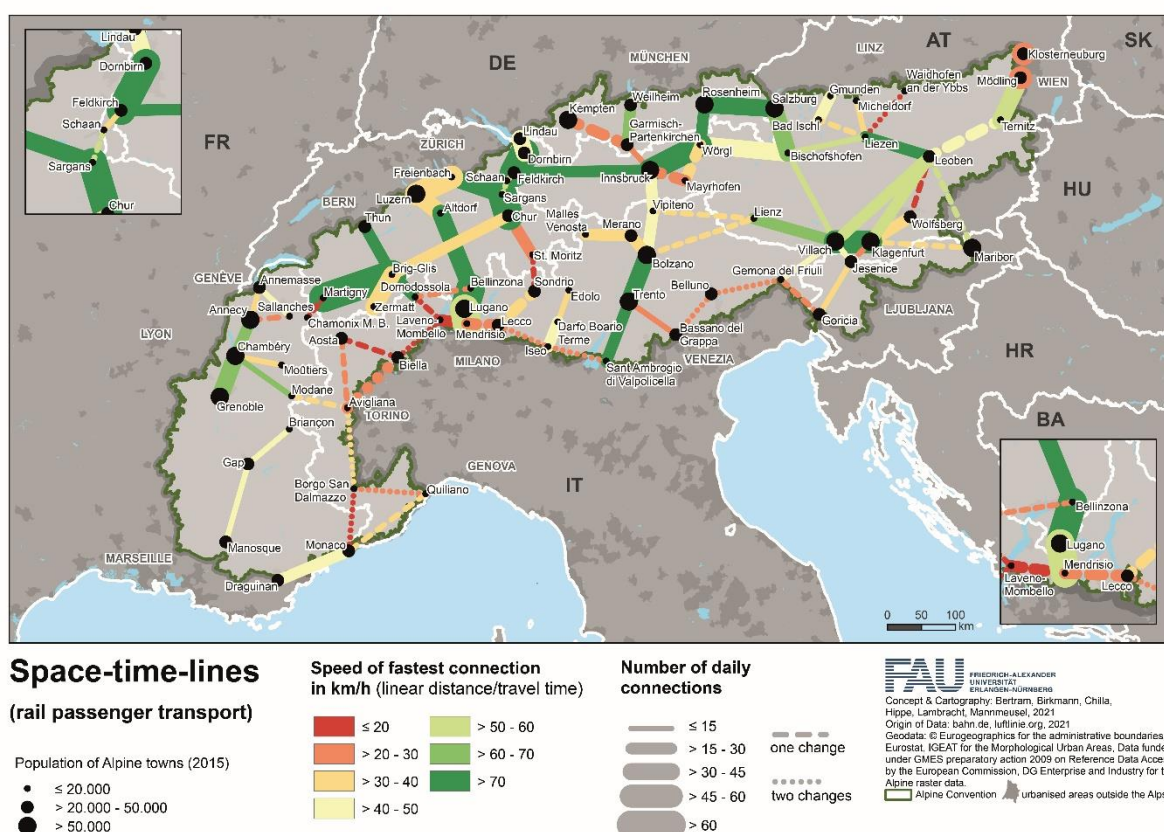 Lindau
Dornbirn
Feldkirch
Schaan
Sargans
Chur
FR
DE
MÜNCHEN
LINZ
AT
SK
WIEN
HU
HR
BA
IT
ZÜRICH
BERN
GENÈVE
LYON
MARSEILLE
TORINO
MILANO
GENOVA
VENEZIA
LJUBLJANA
Klosterneuburg
Mödling
Ternitz
Waidhofen
an der Ybbs
Gmunden
Micheldorf
Bad Ischl
Liezen
Leoben
Rosenheim
Salzburg
Bischofshofen
Kempten
Weilheim
Garmisch-
Partenkirchen
Wörgl
Innsbruck
Mayrhofen
Lindau
Dornbirn
Feldkirch
Schaan
Sargans
Chur
Freienbach
Luzern
Altdorf
Thun
Malles
Venosta
Merano
Vipiteno
Lienz
Wolfsberg
Villach
Klagenfurt
Maribor
Jesenice
Bolzano
St. Moritz
Gemona del Friuli
Belluno
Trento
Goricia
Bassano del
Grappa
Sant Ambrogio
di Valpolicella
Sondrio
Edolo
Darfo Boario
Terme
Iseo
Lecco
Bellinzona
Lugano
Mendrisio
Laveno
Mombello
Brig-Glis
Domodossola
Zermatt
Martigny
Annemasse
Sallanches
Annecy
Chamonix M. B.
Aosta
Biella
Chambéry
Moûtiers
Modane
Grenoble
Avigliana
Briançon
Gap
Borgo San
Dalmazzo
Quiliano
Manosque
Monaco
Draguinan
Bellinzona
Lugano
Mendrisio
Laveno-
Mombello
Lecco
0 50 100
km
Space-time-lines
(rail passenger transport)
Population of Alpine towns (2015)
≤ 20.000
> 20.000 - 50.000
> 50.000
Speed of fastest connection
in km/h (linear distance/travel time)
≤ 20
> 20 - 30
> 30 - 40
> 40 - 50
> 50 - 60
> 60 - 70
> 70
Number of daily
connections
≤ 15
> 15 - 30
> 30 - 45
> 45 - 60
> 60
one change
two changes
FAU
FRIEDRICH-ALEXANDER
UNIVERSITÄT
ERLANGEN-NÜRNBERG
Concept & Cartography: Bertram, Birkmann, Chilla,
Hippe, Lambracht, Mannmeusel, 2021
Origin of Data: bahn.de, luftlinie.org, 2021
Geodata: © Eurogeographics for the administrative boundaries
Eurostat, IGEAT for the Morphological Urban Areas, Data funde
under GMES preparatory action 2009 on Reference Data Acces
by the European Commission, DG Enterprise and Industry for t
Alpine raster data.
Alpine Convention urbanised areas outside the Alps